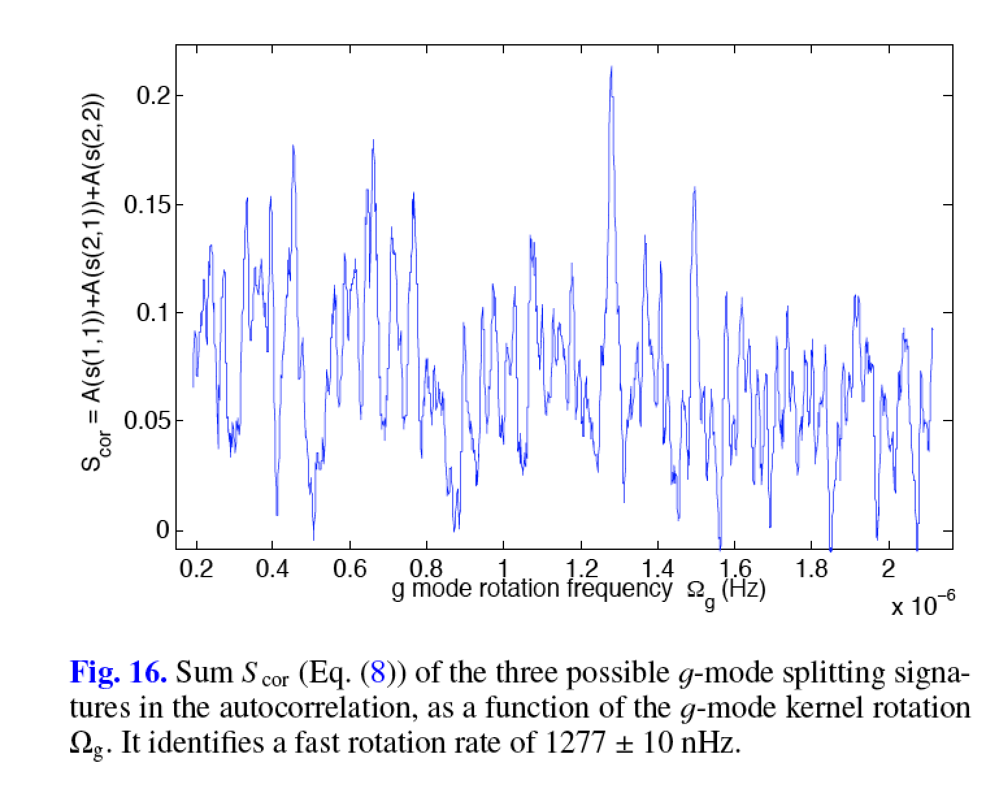 0.2
0.15
0.1
0.05
0
S_cor = A(s(1,1))+A(s(2,1))+A(s(2,2))
0.2 0.4 0.6 0.8 1 1.2 1.4 1.6 1.8 2
g mode rotation frequency Ω_g (Hz)
x 10⁻⁶
Fig. 16. Sum S_cor (Eq. (8)) of the three possible g-mode splitting signa-
tures in the autocorrelation, as a function of the g-mode kernel rotation
Ω_g. It identifies a fast rotation rate of 1277 ± 10 nHz.